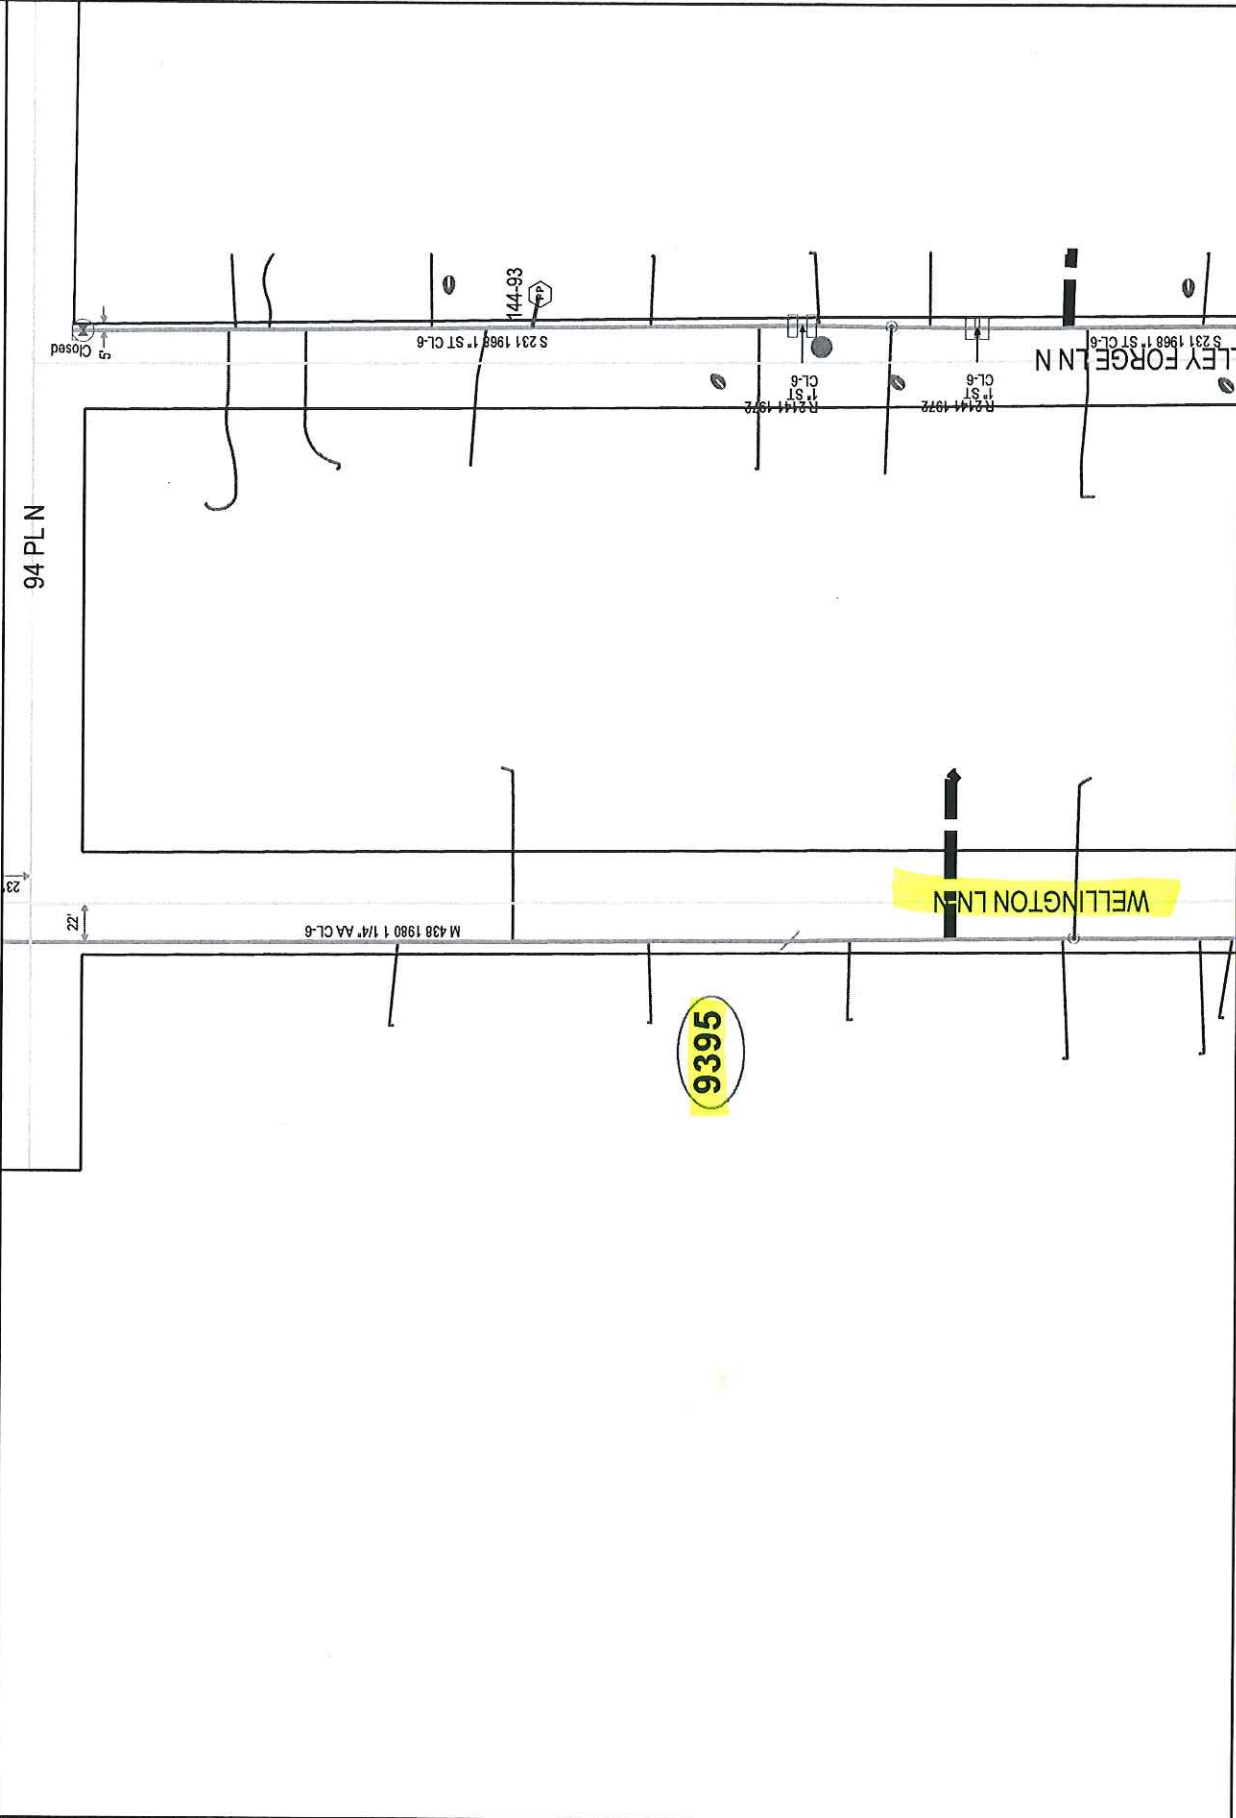 94 PL N
Closed
5'
144-93
PP
S 231 1968 1" ST CL-6
R 2141 1972
1" ST
CL-6
R 2141 1972
1" ST
CL-6
S 231 1968 1" ST CL-6
LLEY FORGE LN N
23'
22'
M 438 1980 1 1/4" AA CL-6
WELLINGTON LN N
9395